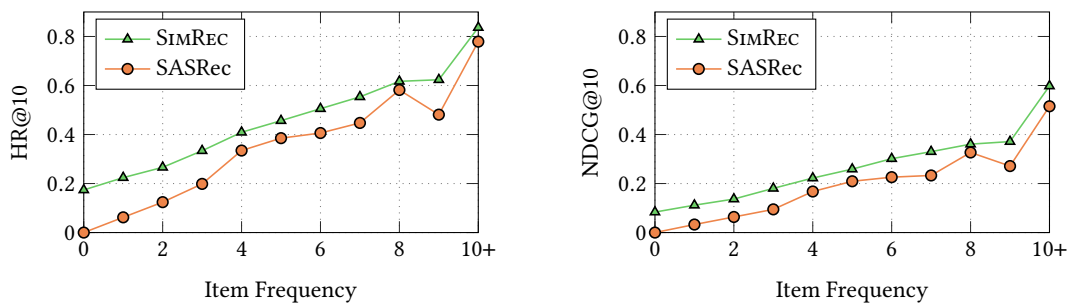 HR@10
0.8
0.6
0.4
0.2
0
SIMREC
SASRec
0 2 4 6 8 10+
Item Frequency
NDCG@10
0.8
0.6
0.4
0.2
0
SIMREC
SASRec
0 2 4 6 8 10+
Item Frequency